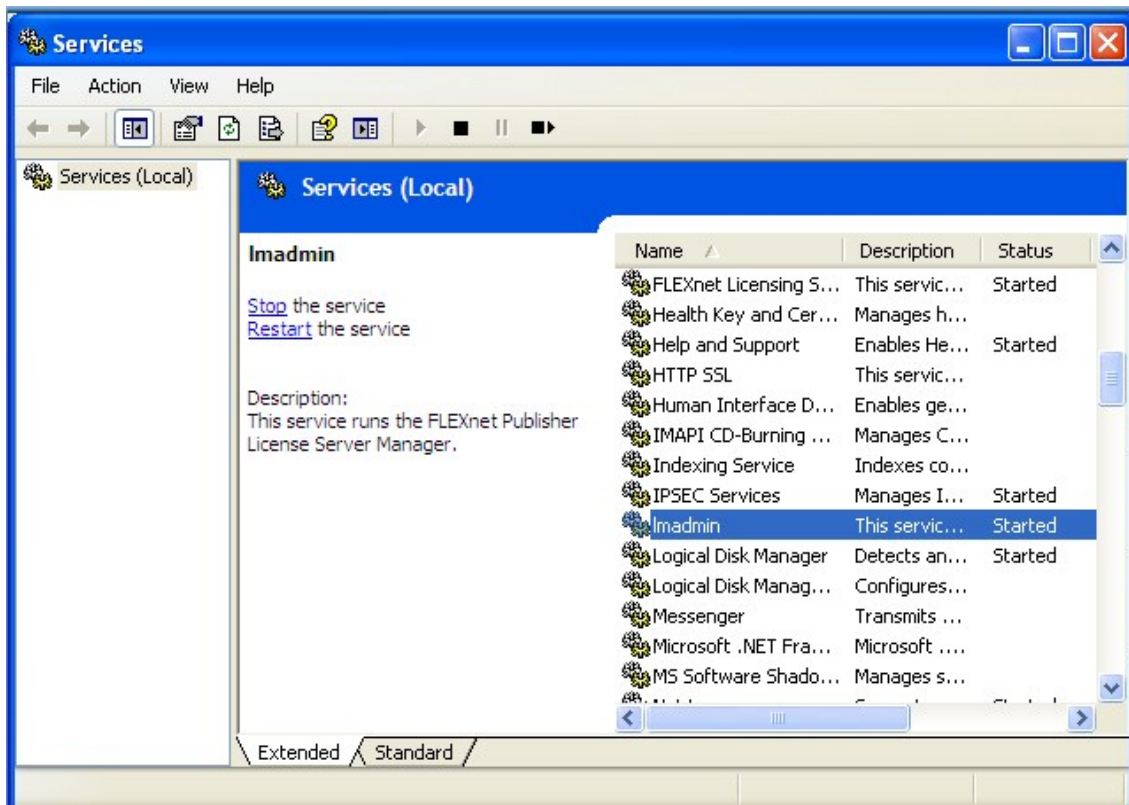 Services
File Action View Help
Services (Local)
Services (Local)
lmadmin
Stop the service
Restart the service
Description:
This service runs the FLEXnet Publisher
License Server Manager.
Name Description Status
FLEXnet Licensing S... This servic... Started
Health Key and Cer... Manages h...
Help and Support Enables He... Started
HTTP SSL This servic...
Human Interface D... Enables ge...
IMAPI CD-Burning ... Manages C...
Indexing Service Indexes co...
IPSEC Services Manages I... Started
lmadmin This servic... Started
Logical Disk Manager Detects an... Started
Logical Disk Manag... Configures...
Messenger Transmits ...
Microsoft .NET Fra... Microsoft ....
MS Software Shado... Manages s...
Extended Standard